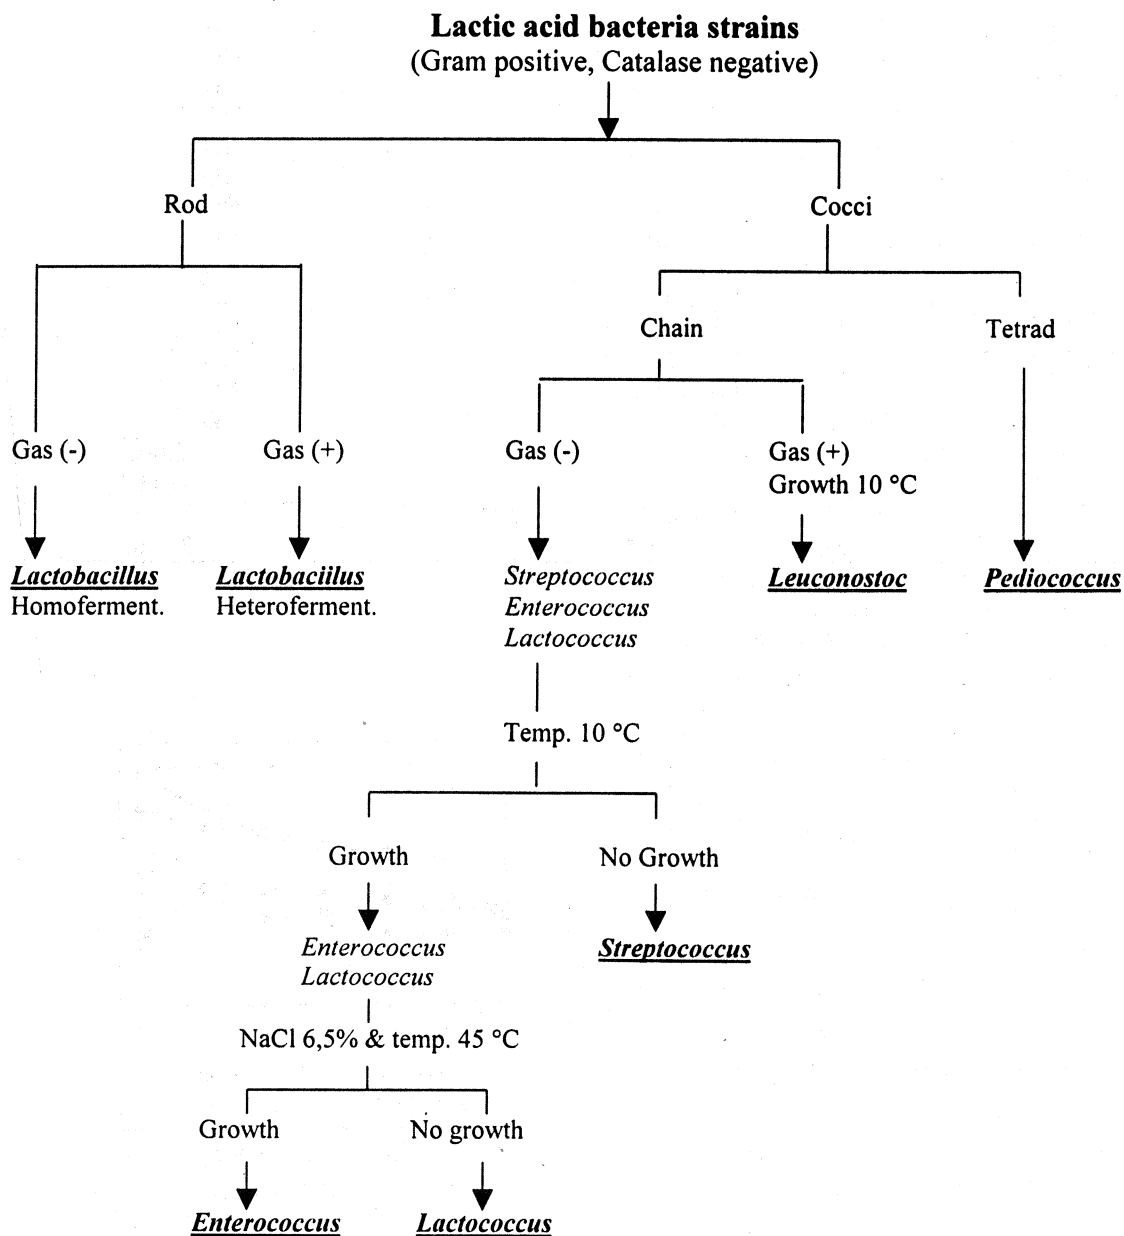 Lactic acid bacteria strains
(Gram positive, Catalase negative)
Rod
Cocci
Chain
Tetrad
Gas (-)
Gas (+)
Gas (-)
Gas (+)
Growth 10 °C
Lactobacillus
Homoferment.
Lactobaciilus
Heteroferment.
Streptococcus
Enterococcus
Lactococcus
Leuconostoc
Pediococcus
Temp. 10 °C
Growth
No Growth
Enterococcus
Lactococcus
Streptococcus
NaCl 6,5% & temp. 45 °C
Growth
No growth
Enterococcus
Lactococcus